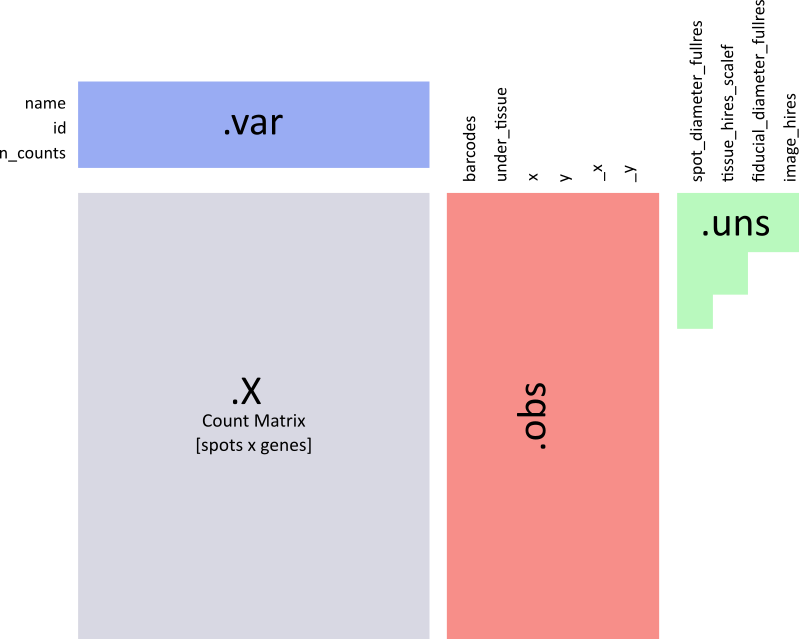 name
id
n_counts
.var
barcodes
under_tissue
x
y
_x
_y
spot_diameter_fullres
tissue_hires_scalef
fiducial_diameter_fullres
image_hires
.uns
.X
Count Matrix
[spots x genes]
.obs